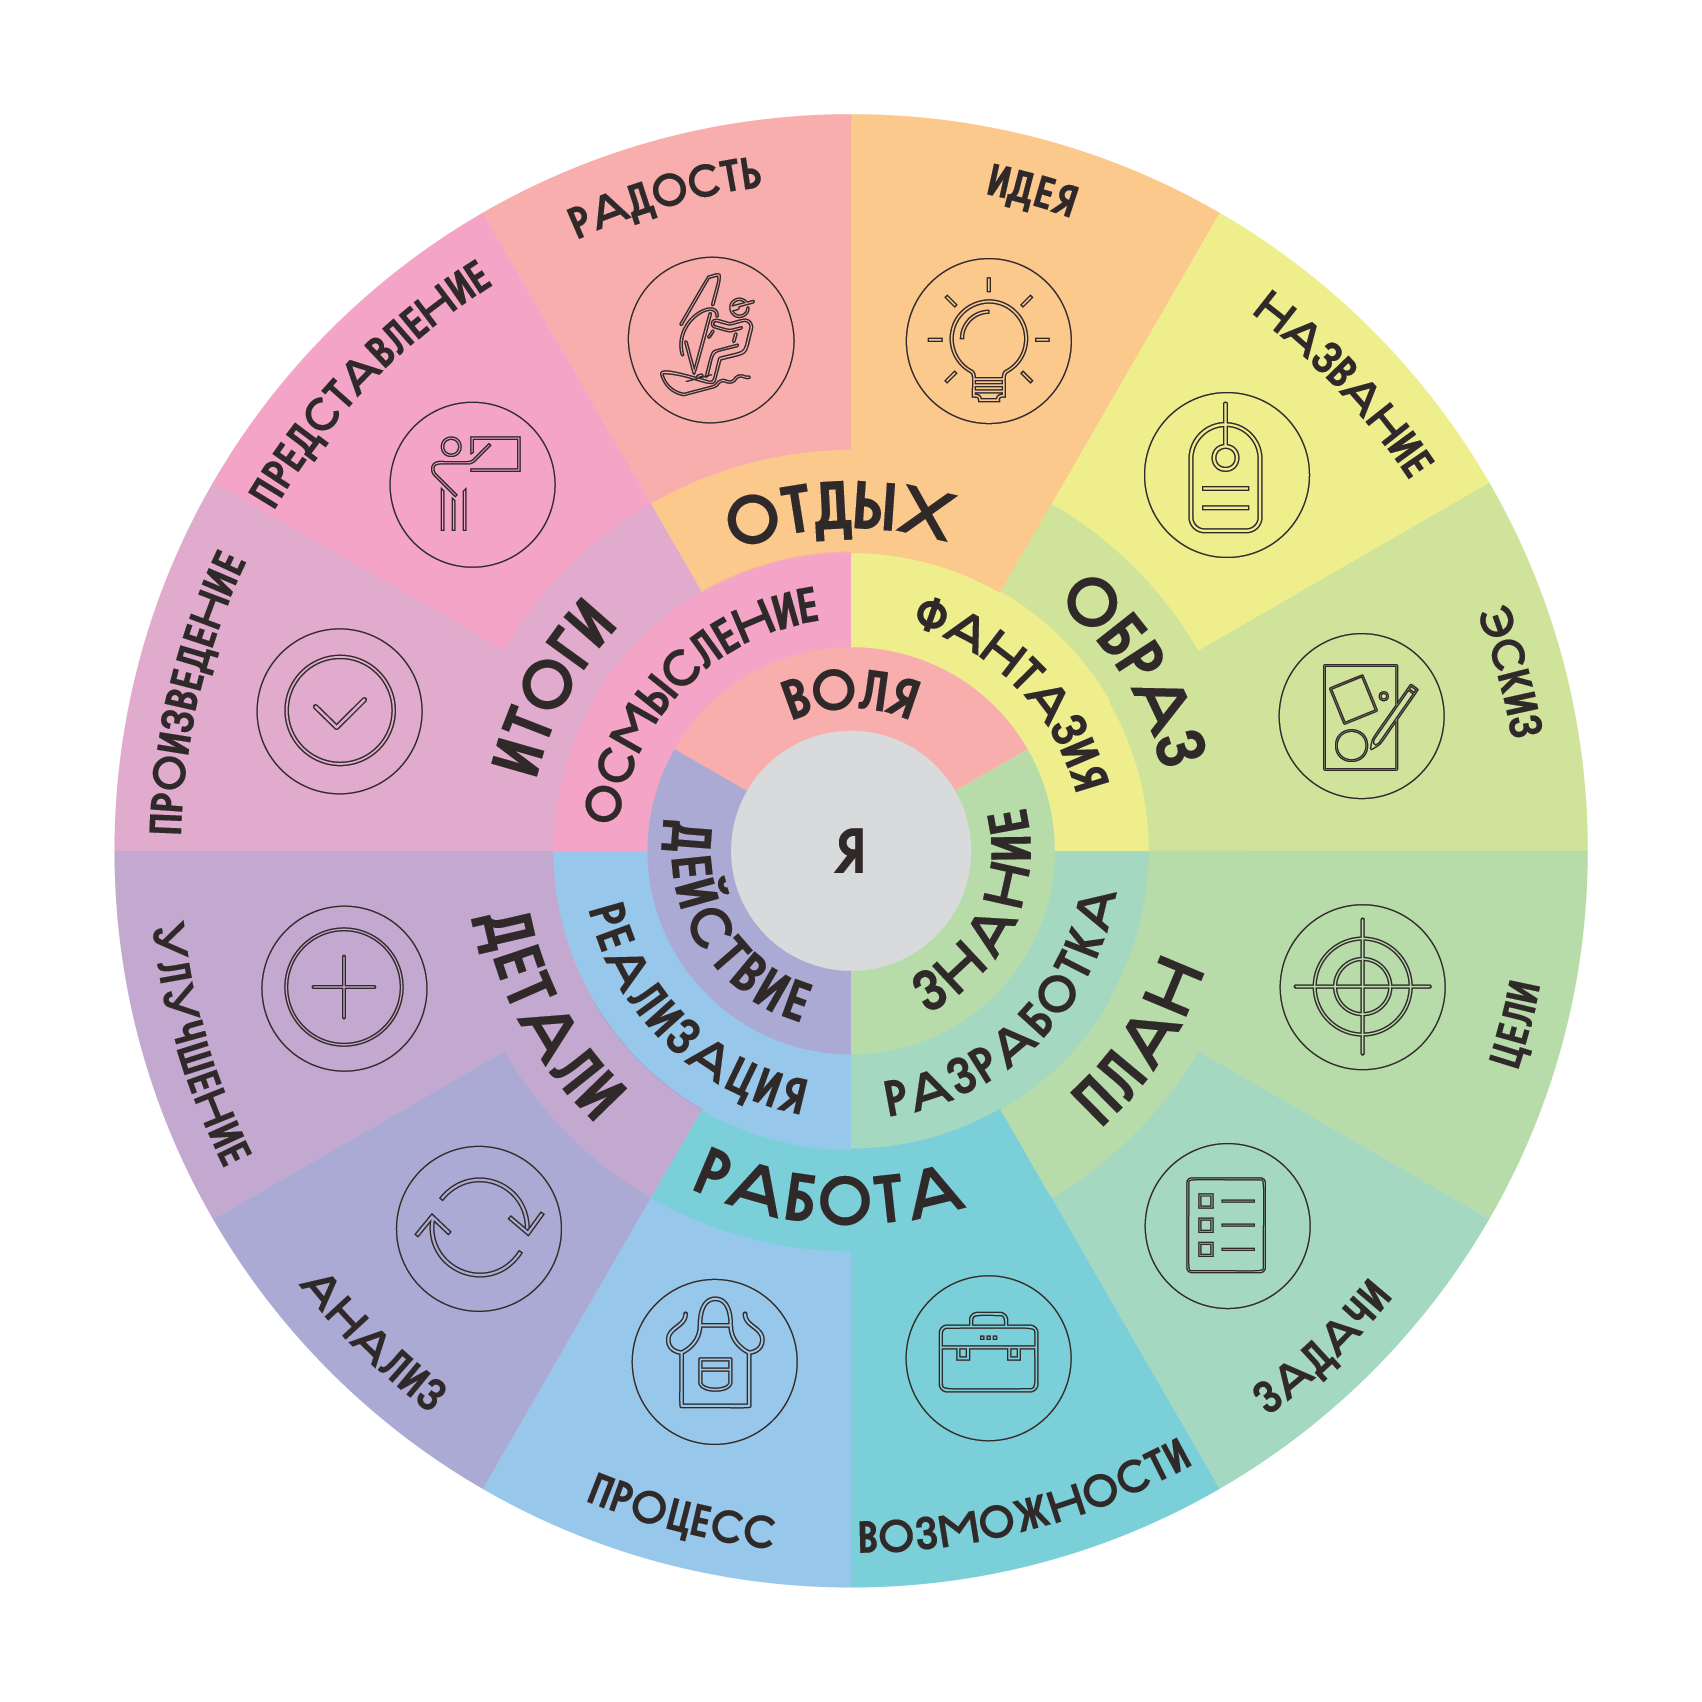 РАДОСТЬ
ИДЕЯ
НАЗВАНИЕ
ЭСКИЗ
ЦЕЛИ
ЗАДАЧИ
ВОЗМОЖНОСТИ
ПРОЦЕСС
АНАЛИЗ
УЛУЧШЕНИЕ
ПРОИЗВЕДЕНИЕ
ПРЕДСТАВЛЕНИЕ
ОТДЫХ
ОБРАЗ
ПЛАН
РАБОТА
ДЕТАЛИ
ИТОГИ
ОСМЫСЛЕНИЕ
ФАНТАЗИЯ
РАЗРАБОТКА
РЕАЛИЗАЦИЯ
ВОЛЯ
ЗНАНИЕ
ДЕЙСТВИЕ
Я